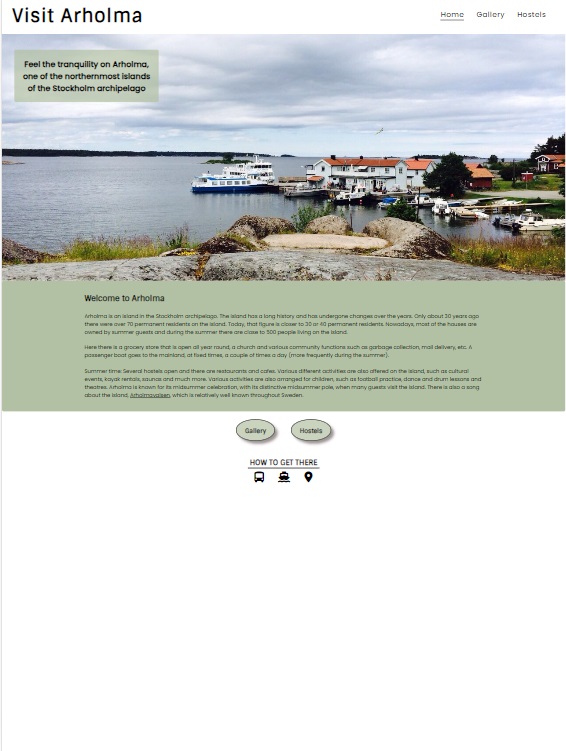 Visit Arholma
Home Gallery Hostels
Feel the tranquility on Arholma,
one of the northernmost islands
of the Stockholm archipelago
Welcome to Arholma
Arholma is an island in the Stockholm archipelago. The island has a long history and has undergone changes over the years. Only about 30 years ago
there were over 70 permanent residents on the island. Today, that figure is closer to 30 or 40 permanent residents. Nowadays, most of the houses are
owned by summer guests and during the summer there are close to 500 people living on the island.
Here there is a grocery store that is open all year round, a church and various community functions such as garbage collection, mail delivery, etc. A
passenger boat goes to the mainland, at fixed times, a couple of times a day (more frequently during the summer).
Summer time: Several hostels open and there are restaurants and cafes. Various different activities are also offered on the island, such as cultural
events, kayak rentals, saunas and much more. Various activities are also arranged for children, such as football practice, dance and drum lessons and
theatres. Arholma is known for its midsummer celebration, with its distinctive midsummer pole, when many guests visit the island. There is also a song
about the island, Arholmavalsen, which is relatively well known throughout Sweden.
Gallery Hostels
HOW TO GET THERE